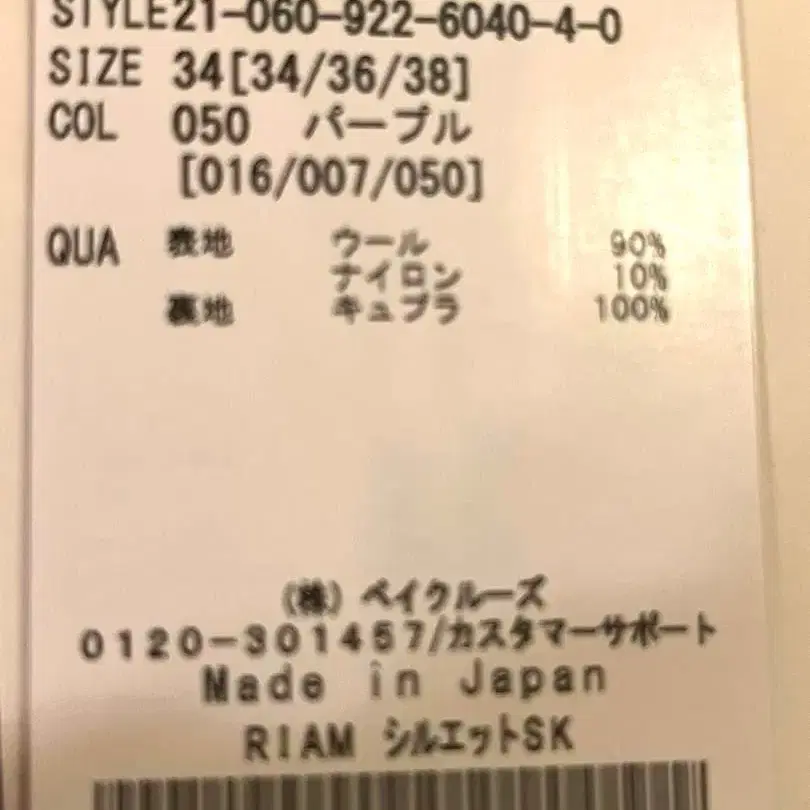 STYLE21-060-922-6040-4-0
SIZE 34[34/36/38]
COL 050 パープル
[016/007/050]
QUA 表地 ウール 90%
ナイロン 10%
裏地 キュプラ 100%
(株) ベイクルーズ
0120-301457/カスタマーサポート
Made in Japan
RIAM シルエットSK